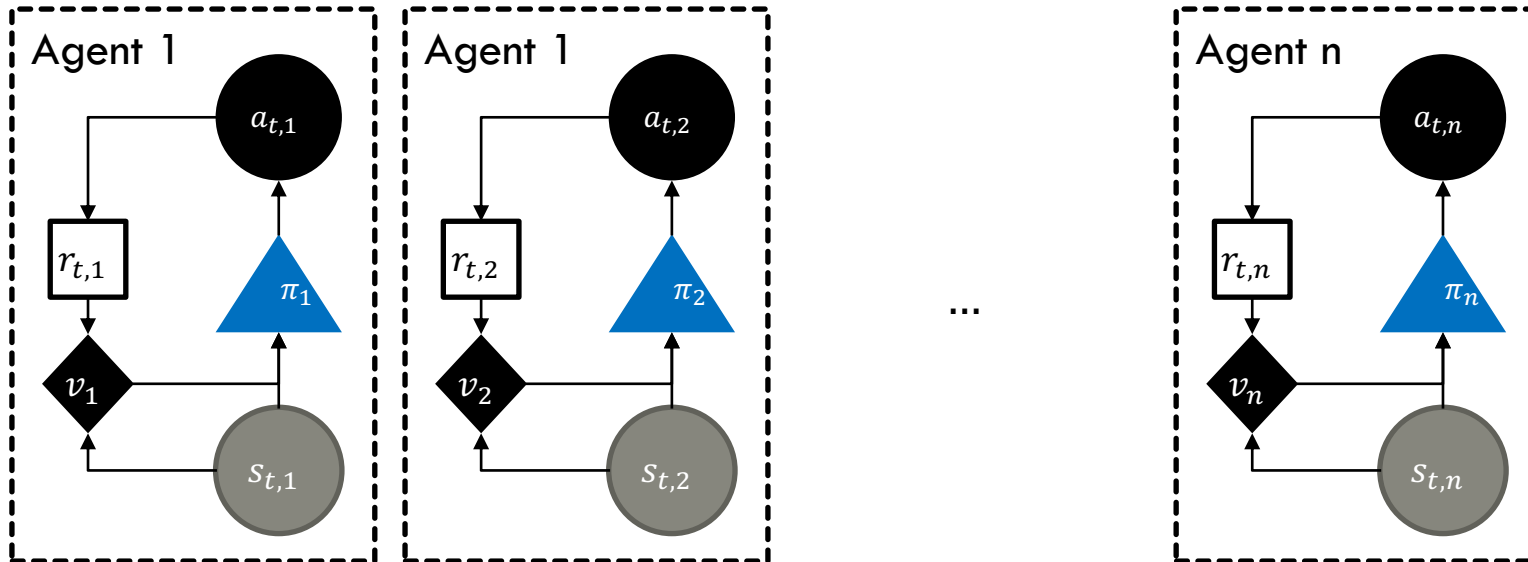 Agent 1
a_{t,1}
r_{t,1}
π_1
v_1
s_{t,1}
Agent 1
a_{t,2}
r_{t,2}
π_2
v_2
s_{t,2}
...
Agent n
a_{t,n}
r_{t,n}
π_n
v_n
s_{t,n}